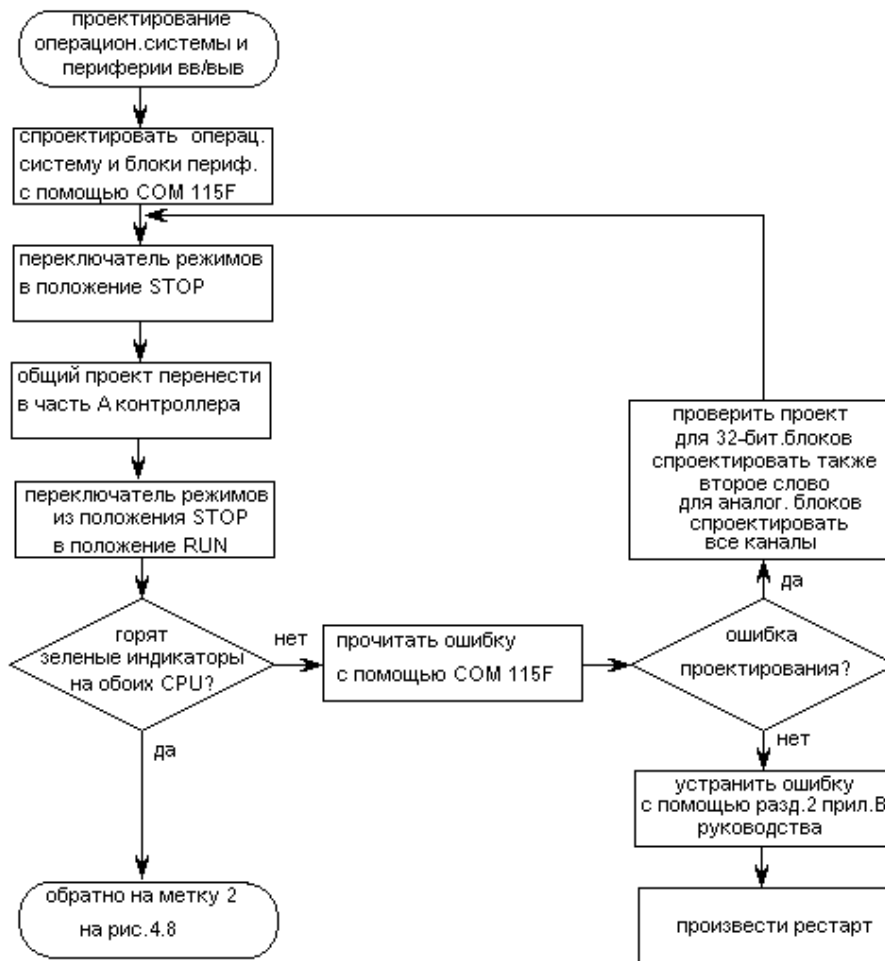 проектирование
операцион.системы и
периферии вв/выв
спроектировать операц.
систему и блоки периф.
с помощью COM 115F
переключатель режимов
в положение STOP
общий проект перенести
в часть А контроллера
переключатель режимов
из положения STOP
в положение RUN
горят
зеленые индикаторы
на обоих CPU?
нет
да
прочитать ошибку
с помощью COM 115F
проверить проект
для 32-бит.блоков
спроектировать также
второе слово
для аналог. блоков
спроектировать
все каналы
да
ошибка
проектирования?
нет
устранить ошибку
с помощью разд.2 прил.В
руководства
произвести рестарт
обратно на метку 2
на рис.4.8